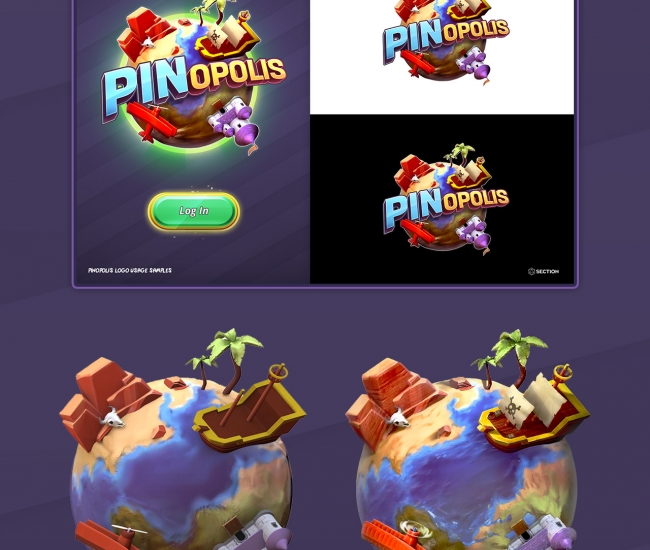 PINOPOLIS
PINOPOLIS
Log In
PINOPOLIS
PINOPOLIS LOGO USAGE SAMPLES
SECTION